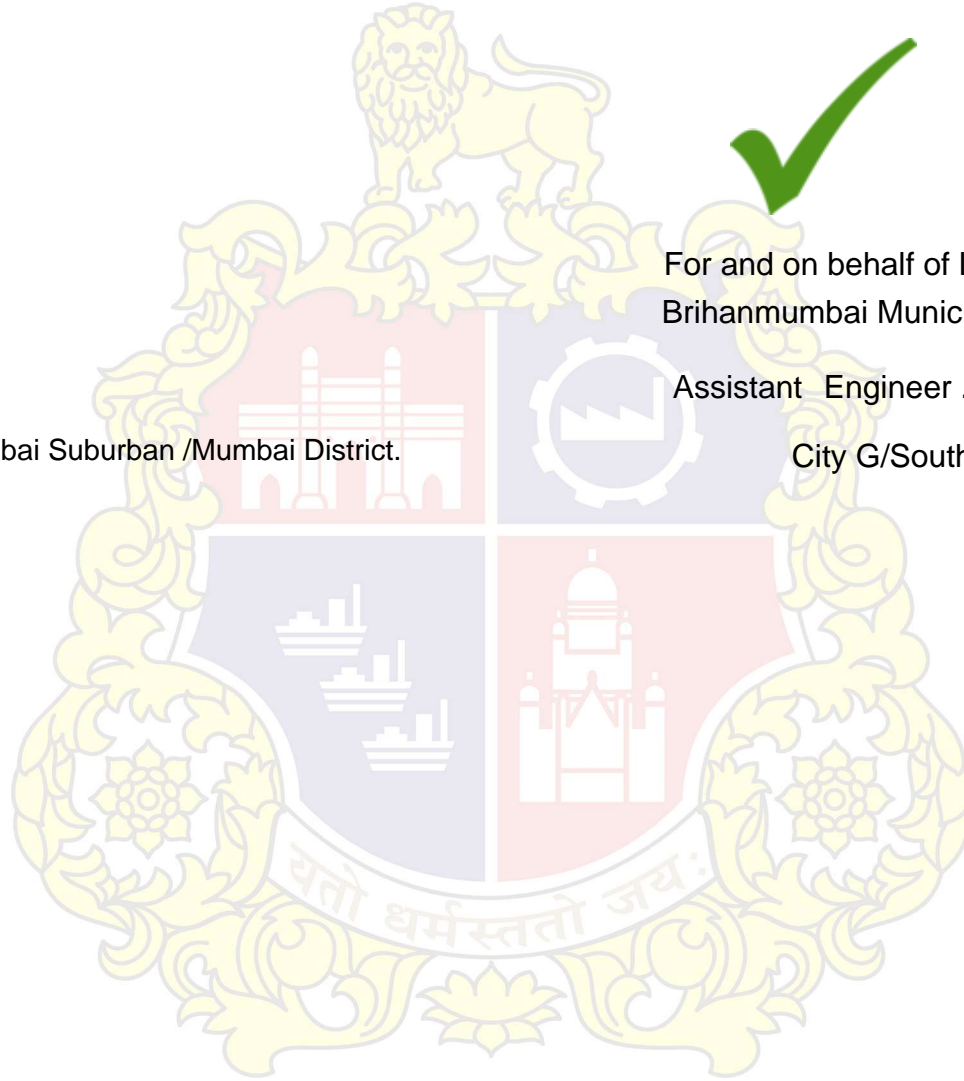 For and on behalf of
Brihanmumbai Munic
Assistant Engineer .
bai Suburban /Mumbai District.
City G/South
यतो धर्मस्ततो जय: